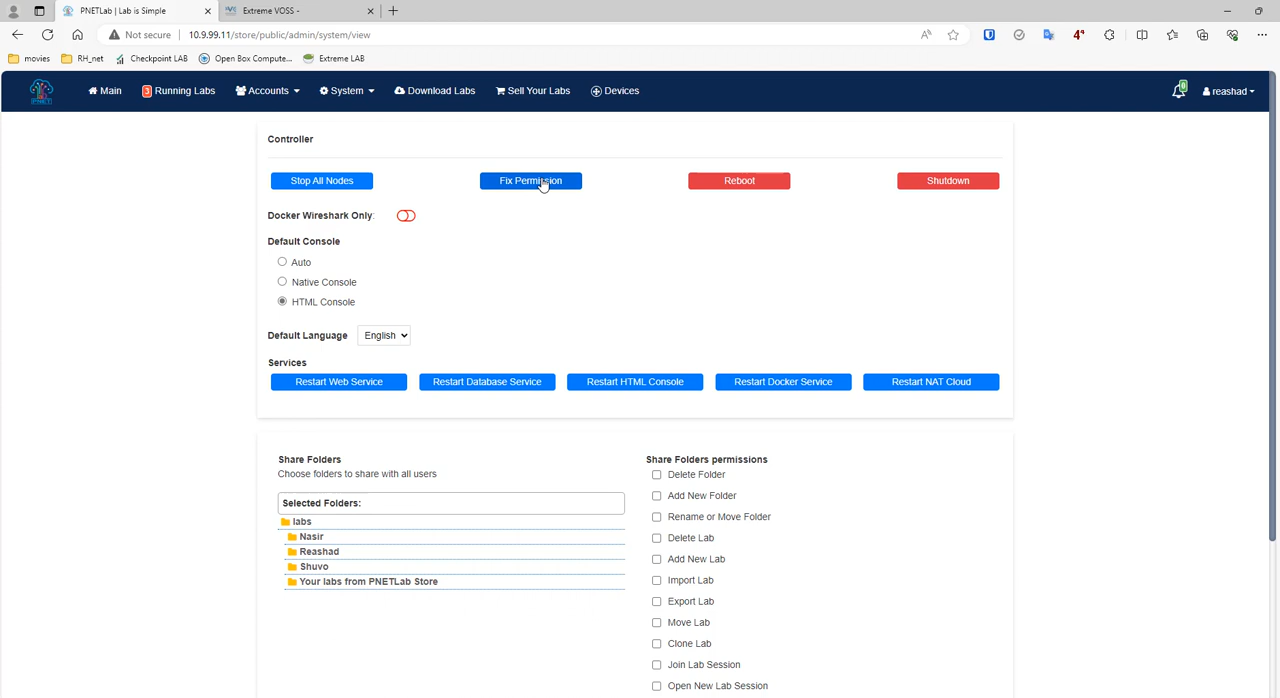 PNETLab | Lab is Simple
Extreme VOSS -
Not secure
10.9.99.11/store/public/admin/system/view
movies
RH_net
Checkpoint LAB
Open Box Compute...
Extreme LAB
PNET
Main
3 Running Labs
Accounts
System
Download Labs
Sell Your Labs
Devices
0
reashad
Controller
Stop All Nodes
Fix Permission
Reboot
Shutdown
Docker Wireshark Only:
Default Console
Auto
Native Console
HTML Console
Default Language English
Services
Restart Web Service
Restart Database Service
Restart HTML Console
Restart Docker Service
Restart NAT Cloud
Share Folders
Choose folders to share with all users
Selected Folders:
labs
Nasir
Reashad
Shuvo
Your labs from PNETLab Store
Share Folders permissions
Delete Folder
Add New Folder
Rename or Move Folder
Delete Lab
Add New Lab
Import Lab
Export Lab
Move Lab
Clone Lab
Join Lab Session
Open New Lab Session